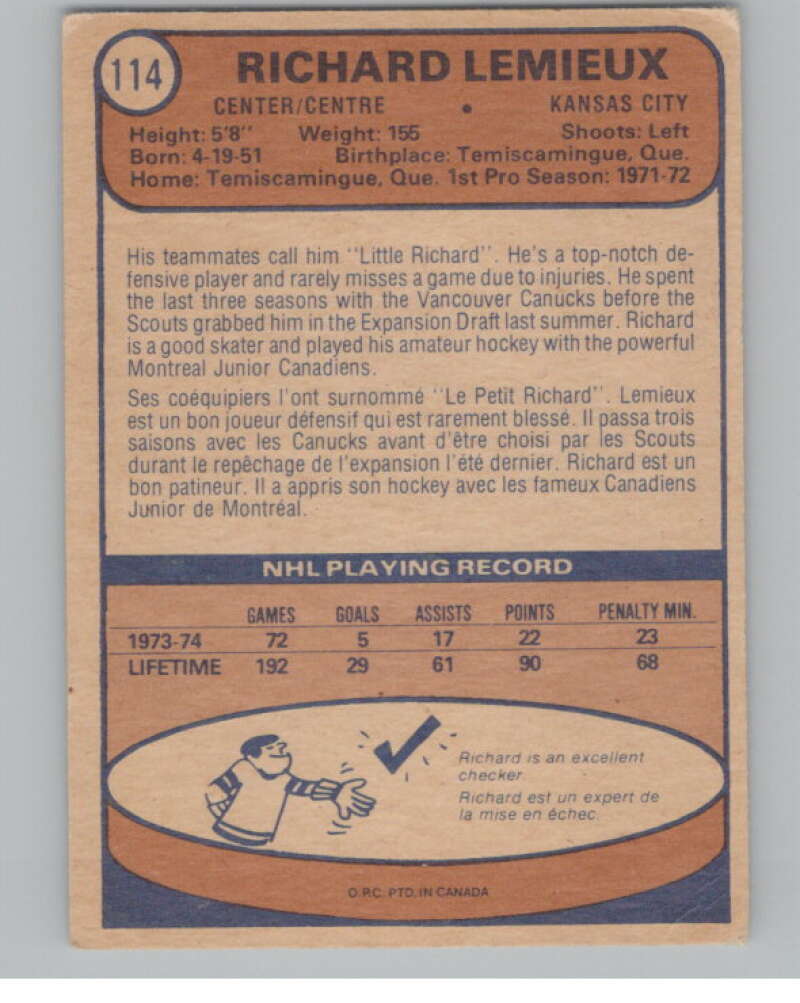 114
RICHARD LEMIEUX
CENTER/CENTRE • KANSAS CITY
Height: 5'8'' Weight: 155 Shoots: Left
Born: 4-19-51 Birthplace: Temiscamingue, Que.
Home: Temiscamingue, Que. 1st Pro Season: 1971-72
His teammates call him ''Little Richard''. He's a top-notch de-
fensive player and rarely misses a game due to injuries. He spent
the last three seasons with the Vancouver Canucks before the
Scouts grabbed him in the Expansion Draft last summer. Richard
is a good skater and played his amateur hockey with the powerful
Montreal Junior Canadiens.
Ses coéquipiers l'ont surnommé ''Le Petit Richard''. Lemieux
est un bon joueur défensif qui est rarement blessé. Il passa trois
saisons avec les Canucks avant d'être choisi par les Scouts
durant le repêchage de l'expansion l'été dernier. Richard est un
bon patineur. Il a appris son hockey avec les fameux Canadiens
Junior de Montréal.
NHL PLAYING RECORD
GAMES GOALS ASSISTS POINTS PENALTY MIN.
1973-74 72 5 17 22 23
LIFETIME 192 29 61 90 68
Richard is an excellent
checker.
Richard est un expert de
la mise en échec.
O.P.C. PTD. IN CANADA